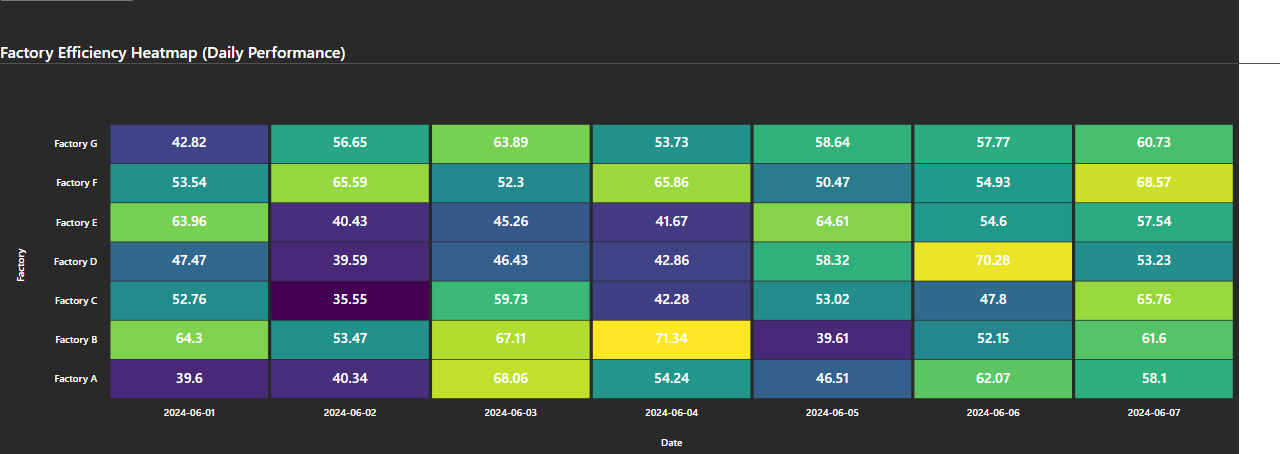 Factory Efficiency Heatmap (Daily Performance)
Factory G 42.82 56.65 63.89 53.73 58.64 57.77 60.73
Factory F 53.54 65.59 52.3 65.86 50.47 54.93 68.57
Factory E 63.96 40.43 45.26 41.67 64.61 54.6 57.54
Factory D 47.47 39.59 46.43 42.86 58.32 70.28 53.23
Factory C 52.76 35.55 59.73 42.28 53.02 47.8 65.76
Factory B 64.3 53.47 67.11 71.34 39.61 52.15 61.6
Factory A 39.6 40.34 68.06 54.24 46.51 62.07 58.1
2024-06-01 2024-06-02 2024-06-03 2024-06-04 2024-06-05 2024-06-06 2024-06-07
Date
Factory